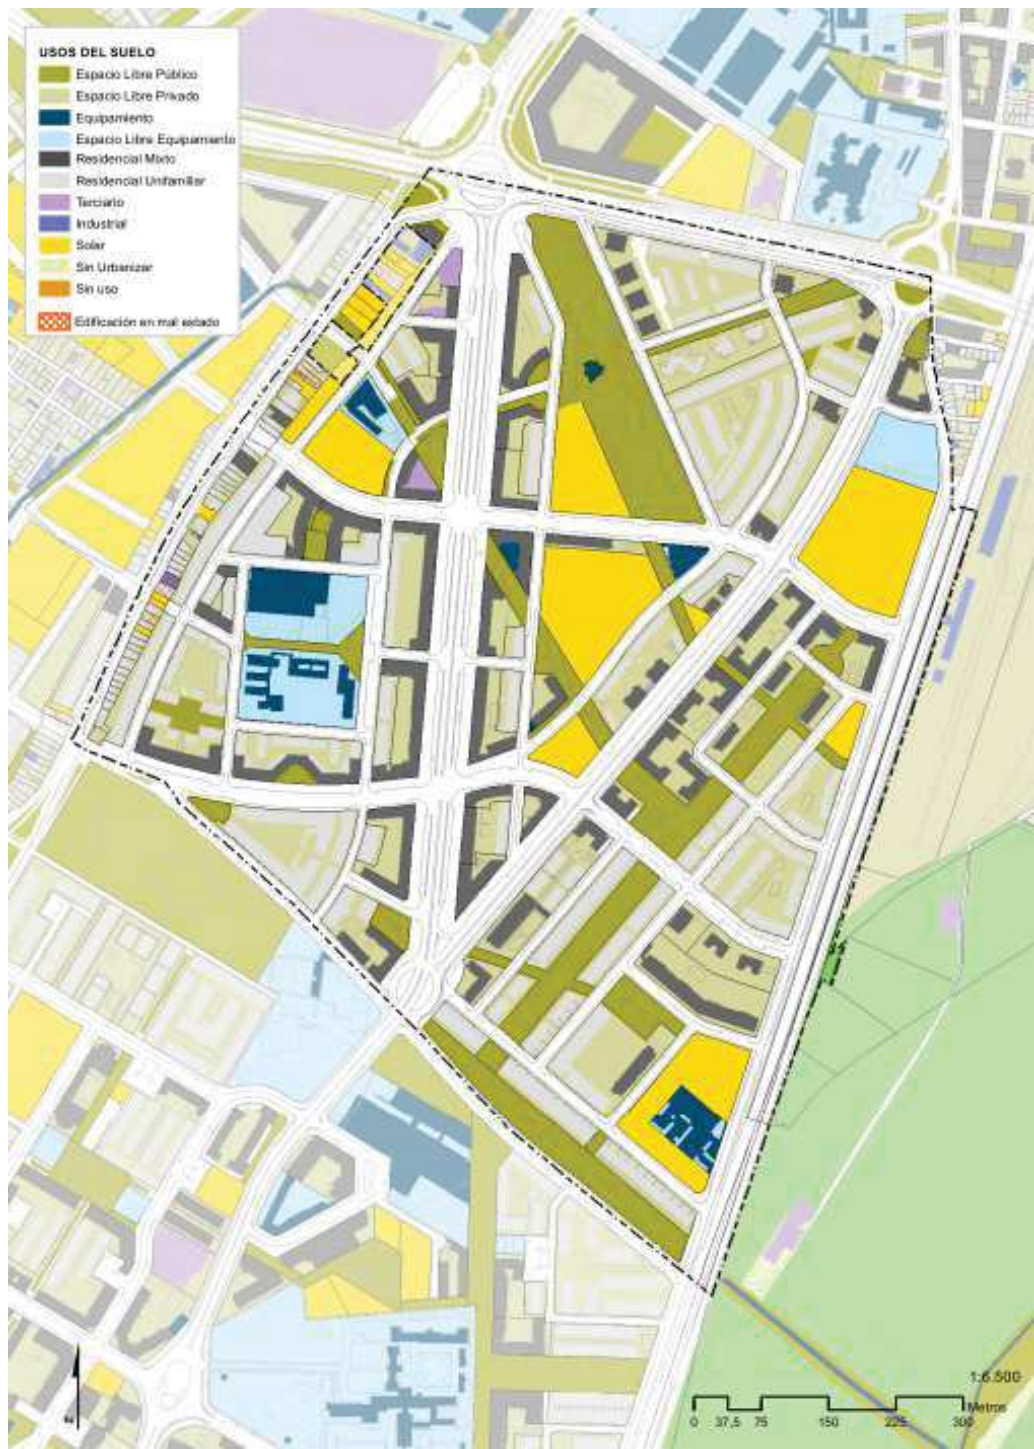 USOS DEL SUELO
Espacio Libre Público
Espacio Libre Privado
Equipamiento
Espacio Libre Equipamiento
Residencial Mixto
Residencial Unifamiliar
Terciario
Industrial
Solar
Sin Urbanizar
Sin uso
Edificación en mal estado
1:6.500
Metros
0 37,5 75 150 225 300